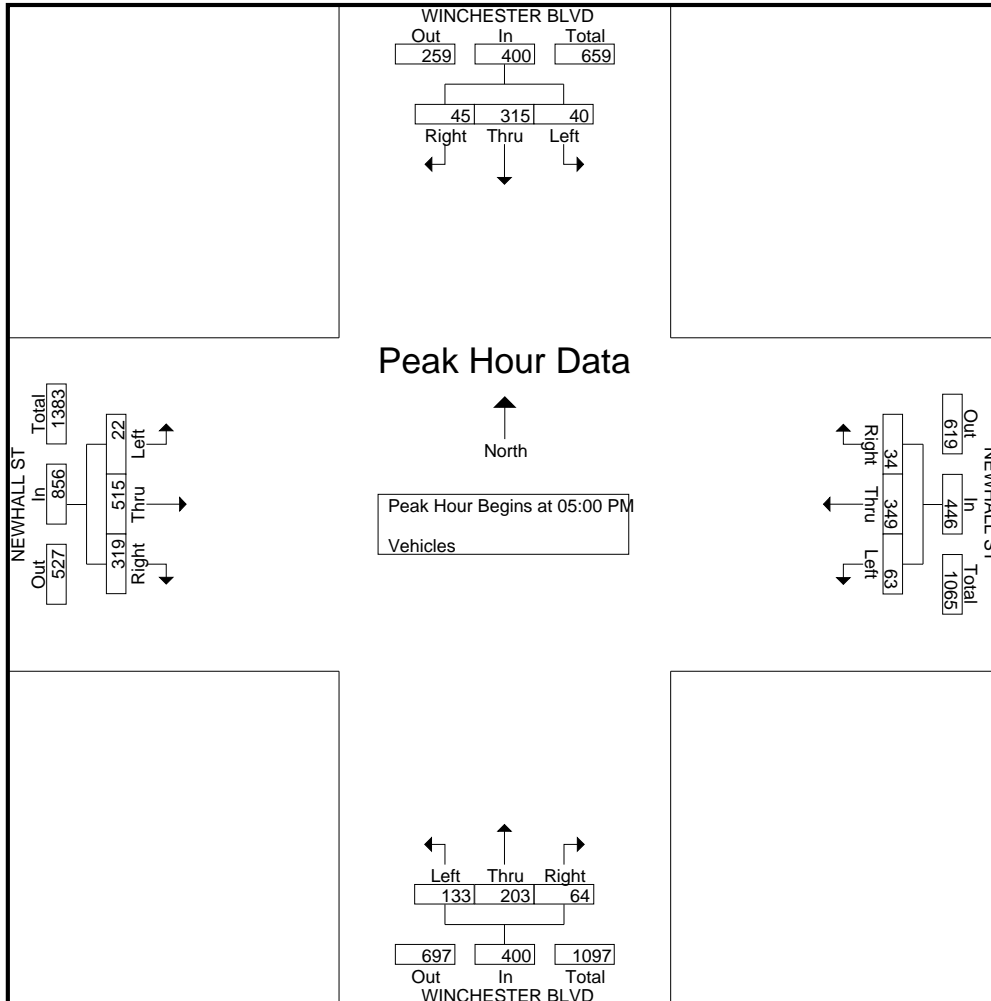 WINCHESTER BLVD
Out In Total
259 400 659
45 315 40
Right Thru Left
Peak Hour Data
North
Peak Hour Begins at 05:00 PM
Vehicles
NEWHALL ST
Total In Out
1383 856 527
22 515 319
Left Thru Right
NEWHALL ST
Out In Total
619 446 1065
34 349 63
Right Thru Left
Left Thru Right
133 203 64
697 400 1097
Out In Total
WINCHESTER BLVD